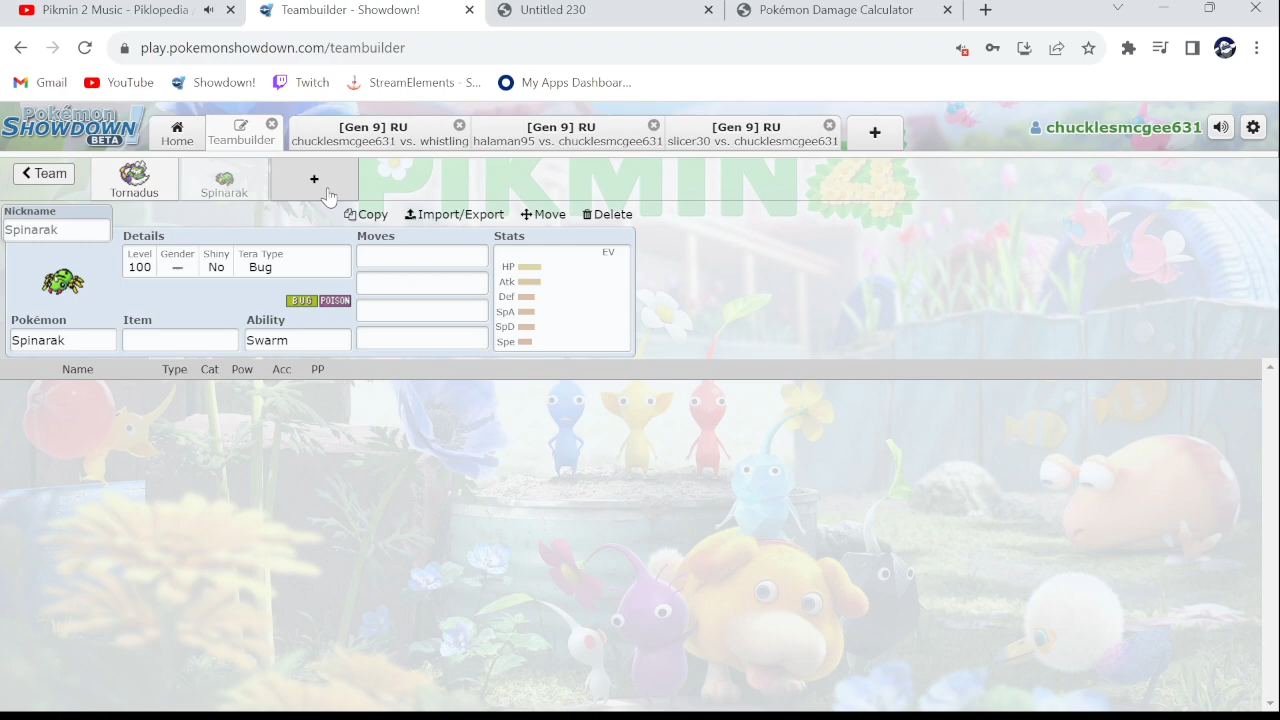 Pikmin 2 Music - Piklopedia
Teambuilder - Showdown!
Untitled 230
Pokémon Damage Calculator
play.pokemonshowdown.com/teambuilder
Gmail
YouTube
Showdown!
Twitch
StreamElements - S...
My Apps Dashboar...
Pokémon
SHOWDOWN!
BETA
Home
Teambuilder
[Gen 9] RU
chucklesmcgee631 vs. whistling
[Gen 9] RU
halaman95 vs. chucklesmcgee631
[Gen 9] RU
slicer30 vs. chucklesmcgee631
+
chucklesmcgee631
Team
Tornadus
Spinarak
+
PIKMIN 4
Nickname
Spinarak
Copy Import/Export Move Delete
Details
Level Gender Shiny Tera Type
100 — No Bug
BUG POISON
Pokémon
Spinarak
Item
Ability
Swarm
Moves
Stats
EV
HP
Atk
Def
SpA
SpD
Spe
Name Type Cat Pow Acc PP